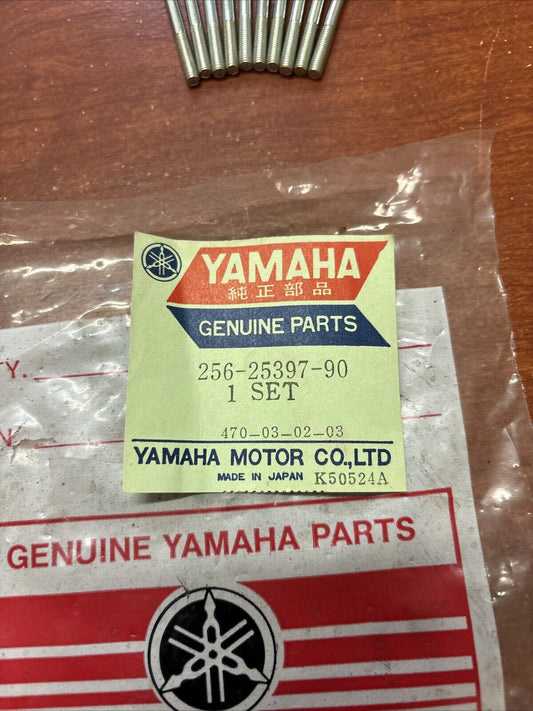 YAMAHA
純正部品
GENUINE PARTS
256-25397-90
1 SET
470-03-02-03
YAMAHA MOTOR CO.,LTD
MADE IN JAPAN K50524A
Y.
N
GENUINE YAMAHA PARTS